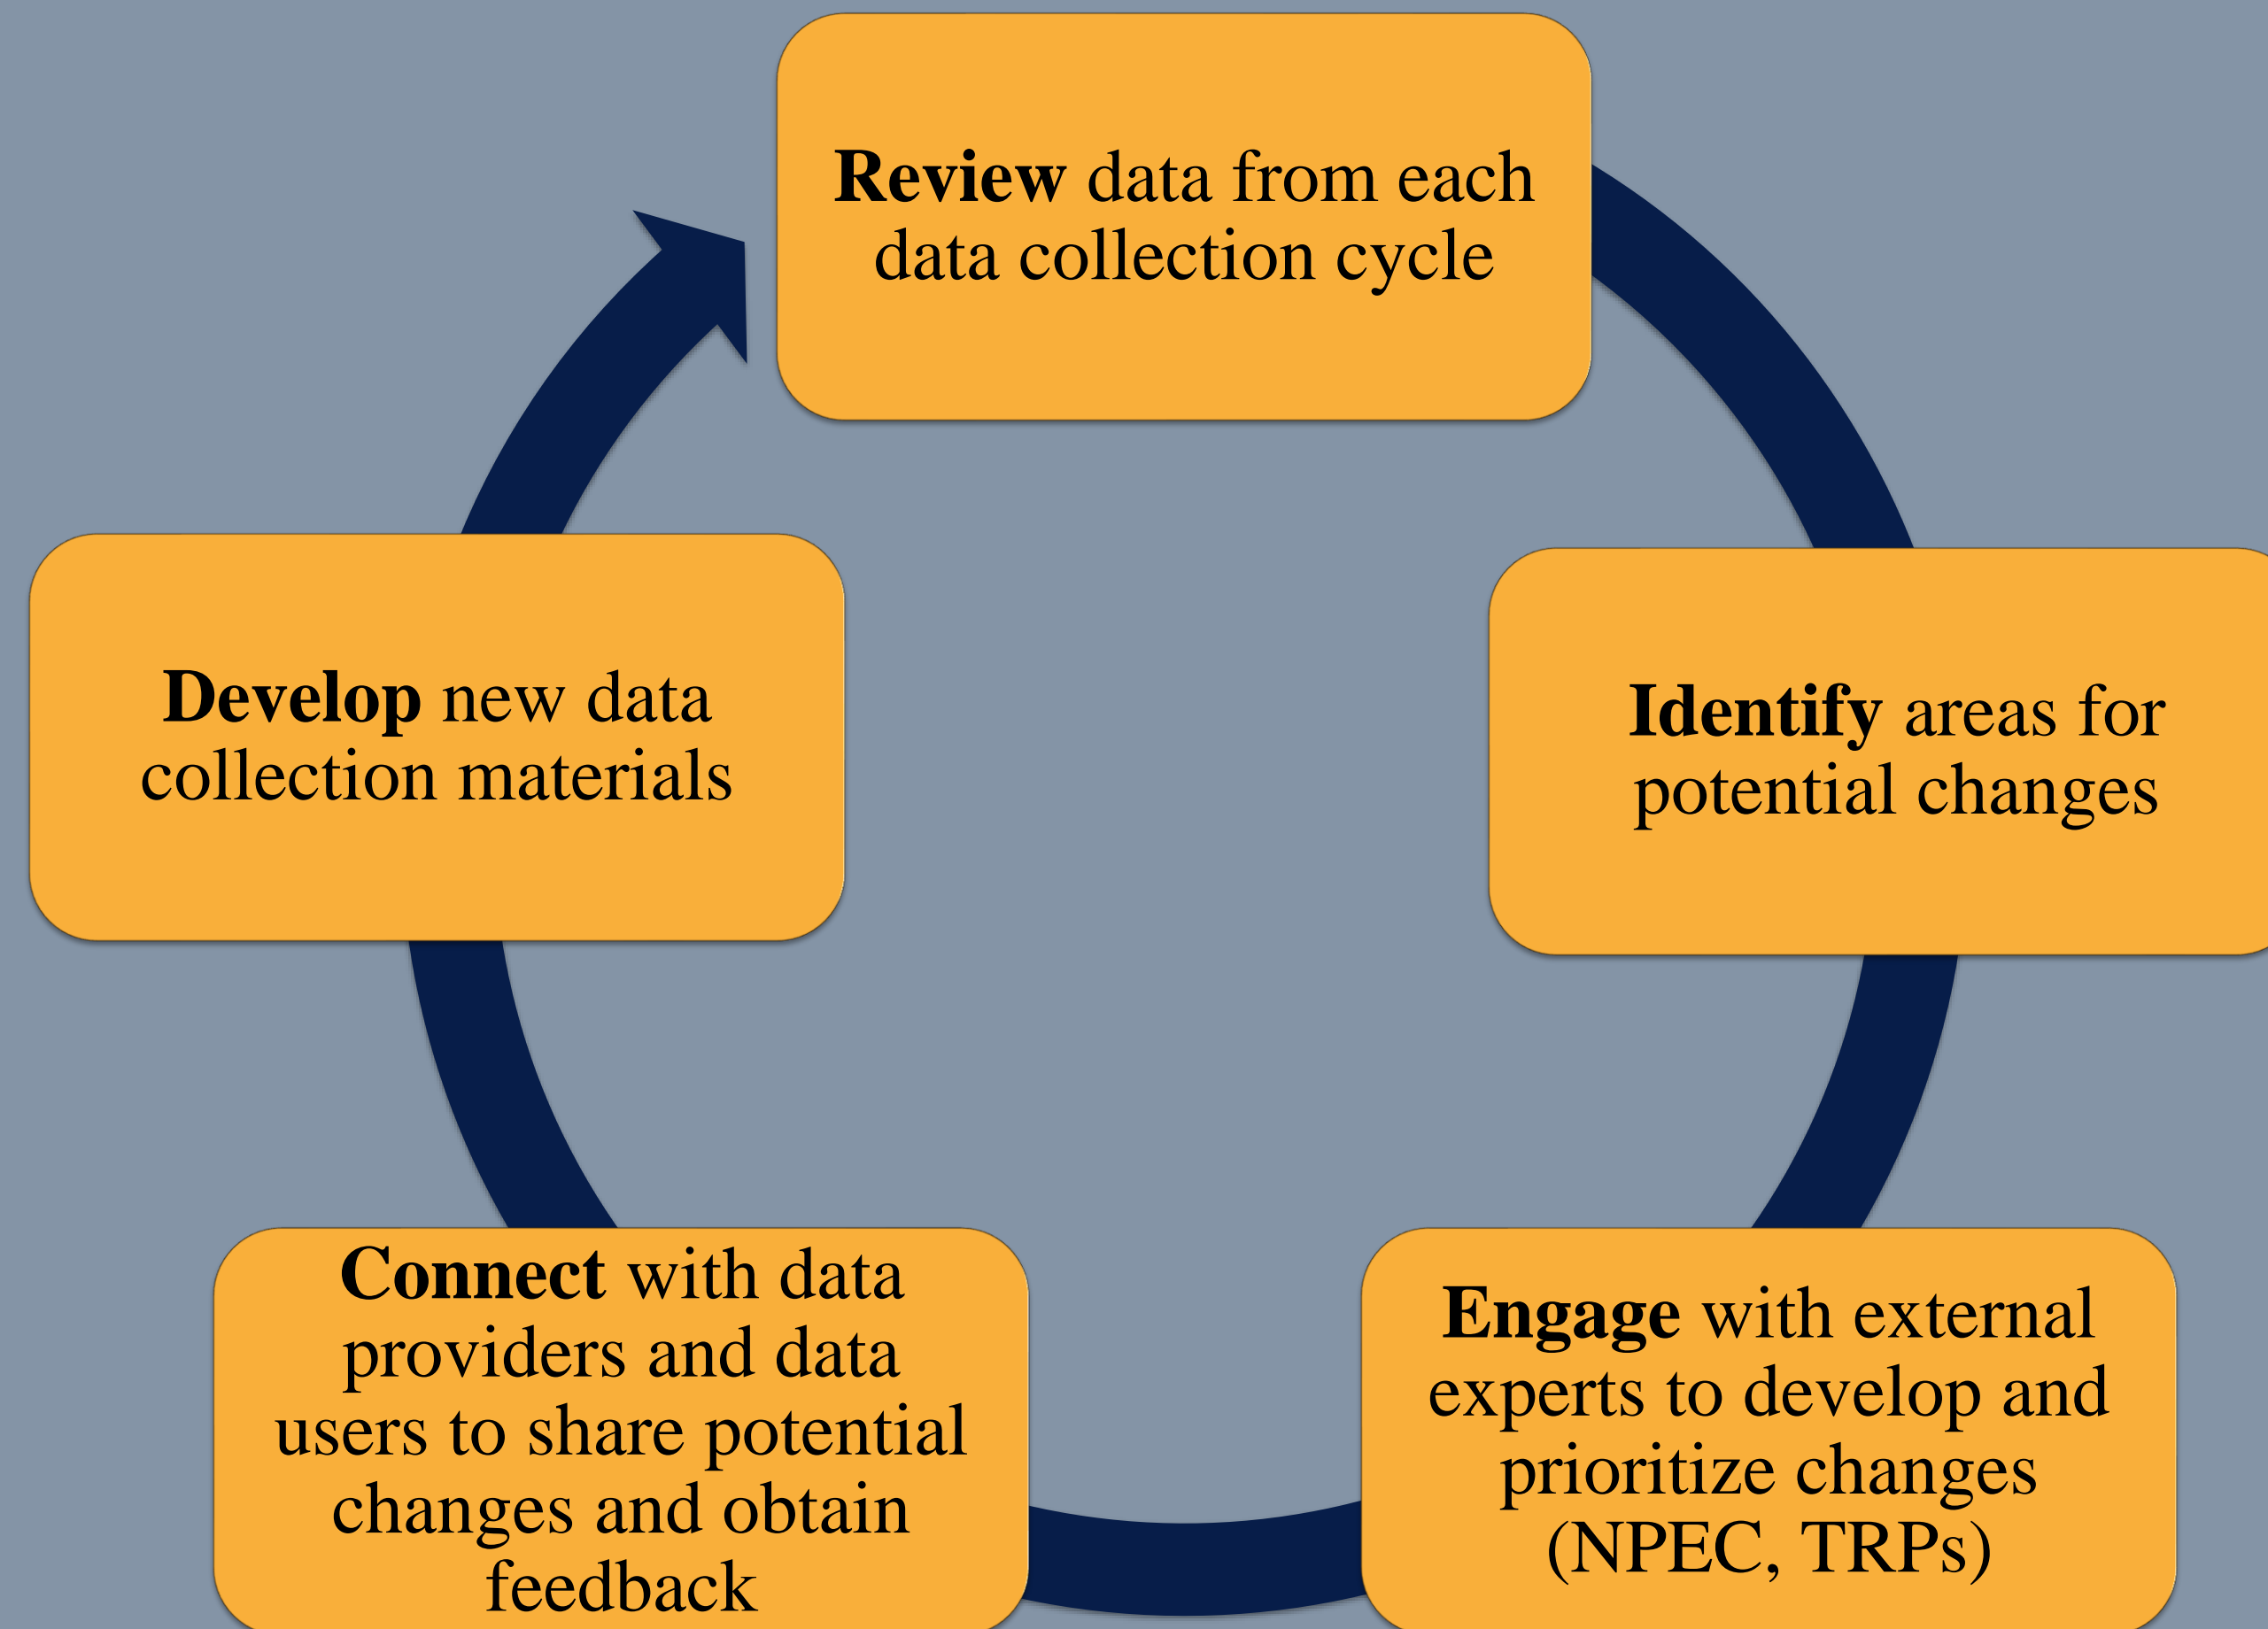 Review data from each
data collection cycle
Identify areas for
potential changes
Engage with external
experts to develop and
prioritize changes
(NPEC, TRPs)
Connect with data
providers and data
users to share potential
changes and obtain
feedback
Develop new data
collection materials